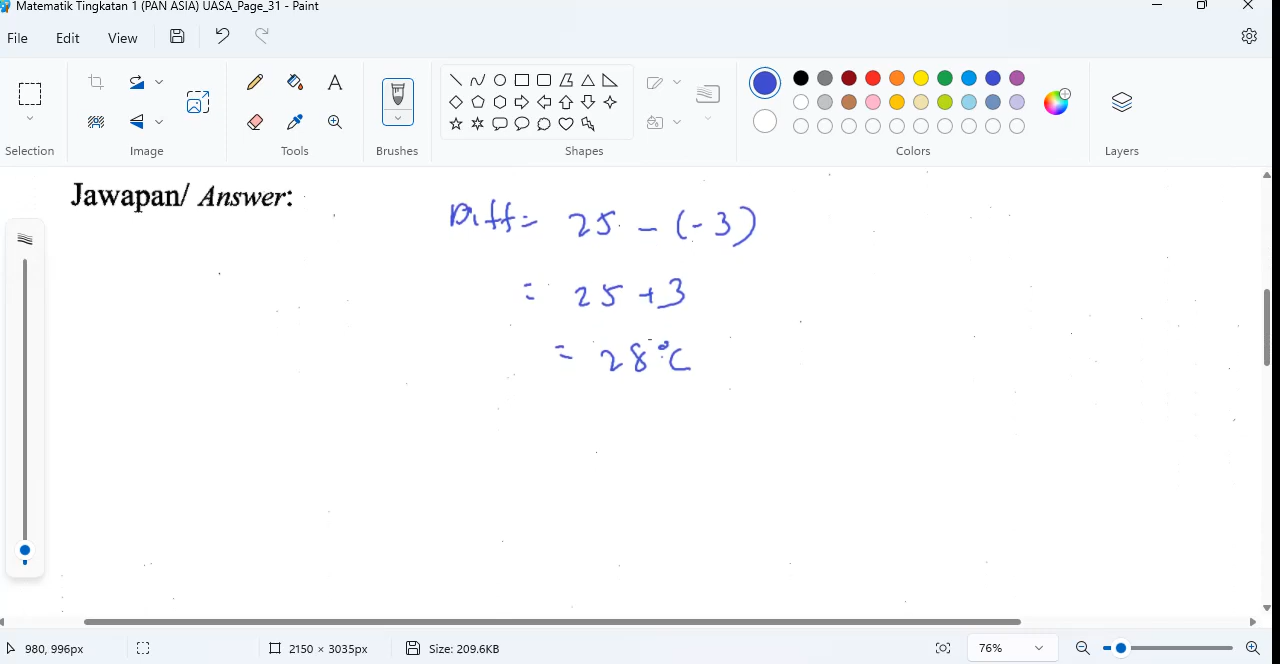 Matematik Tingkatan 1 (PAN ASIA) UASA_Page_31 - Paint
File Edit View
Selection Image Tools Brushes Shapes Colors Layers
Jawapan/ Answer:
Diff = 25 - (-3)
= 25 + 3
= 28°C
980, 996px 2150 × 3035px Size: 209.6KB 76%